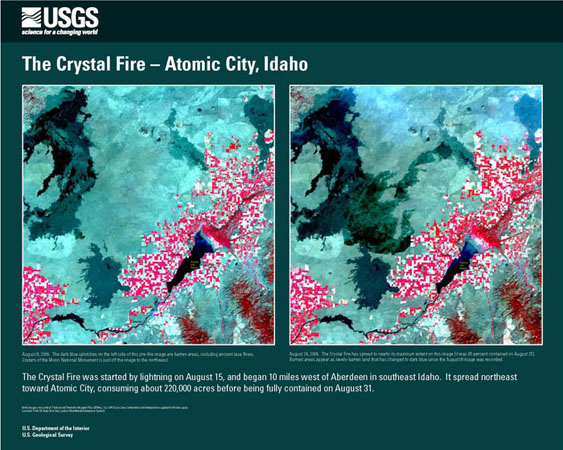 USGS
science for a changing world
The Crystal Fire – Atomic City, Idaho
August 8, 2006. The dark blue splotches on the left side of this pre-fire image are barren areas, including ancient lava flows.
Craters of the Moon National Monument is just off the image to the northwest.
August 24, 2006. The Crystal Fire has spread to nearly its maximum extent on this image (it was 95 percent contained on August 25).
Burned areas appear as newly-barren land that has changed to dark blue since the August 8 image was recorded.
The Crystal Fire was started by lightning on August 15, and began 10 miles west of Aberdeen in southeast Idaho. It spread northeast
toward Atomic City, consuming about 220,000 acres before being fully contained on August 31.
U.S. Department of the Interior
U.S. Geological Survey